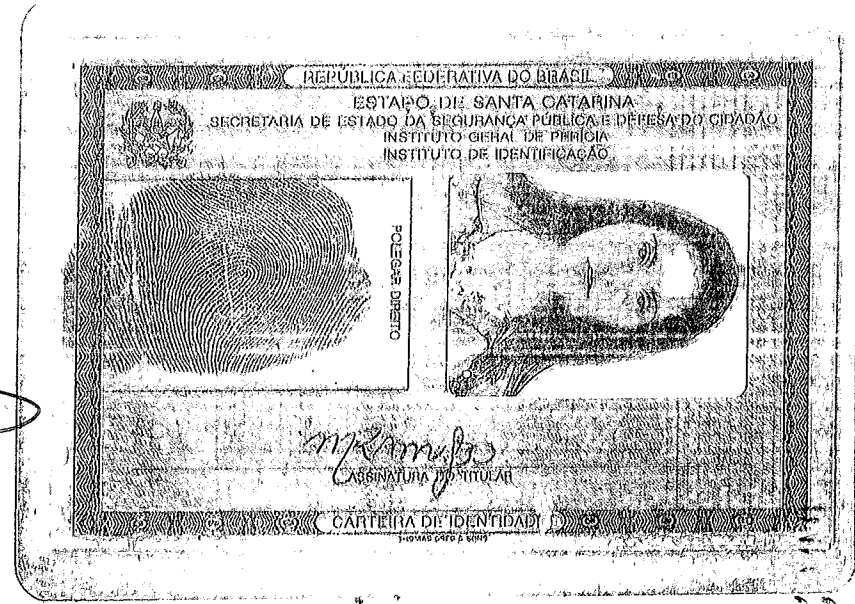 REPÚBLICA FEDERATIVA DO BRASIL
ESTADO DE SANTA CATARINA
SECRETARIA DE ESTADO DA SEGURANÇA PÚBLICA E DEFESA DO CIDADÃO
INSTITUTO GERAL DE PERÍCIA
INSTITUTO DE IDENTIFICAÇÃO
POLEGAR DIREITO
ASSINATURA DO TITULAR
CARTEIRA DE IDENTIDADE